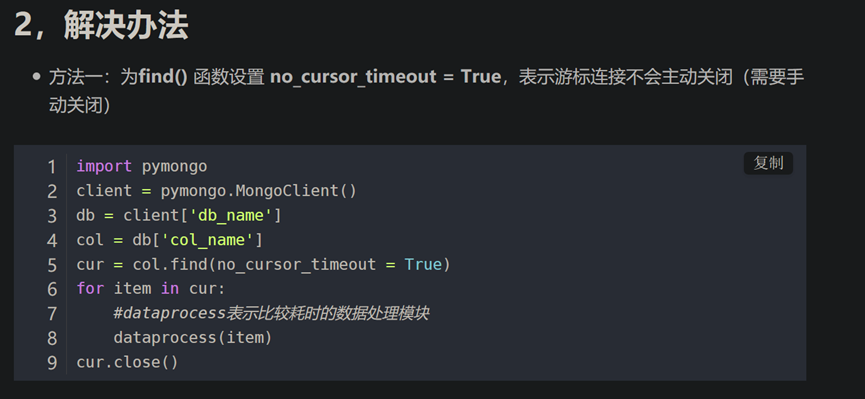 2，解决办法
方法一：为find() 函数设置 no_cursor_timeout = True，表示游标连接不会主动关闭（需要手
动关闭）
复制
1 import pymongo
2 client = pymongo.MongoClient()
3 db = client['db_name']
4 col = db['col_name']
5 cur = col.find(no_cursor_timeout = True)
6 for item in cur:
7     #dataprocess表示比较耗时的数据处理模块
8     dataprocess(item)
9 cur.close()